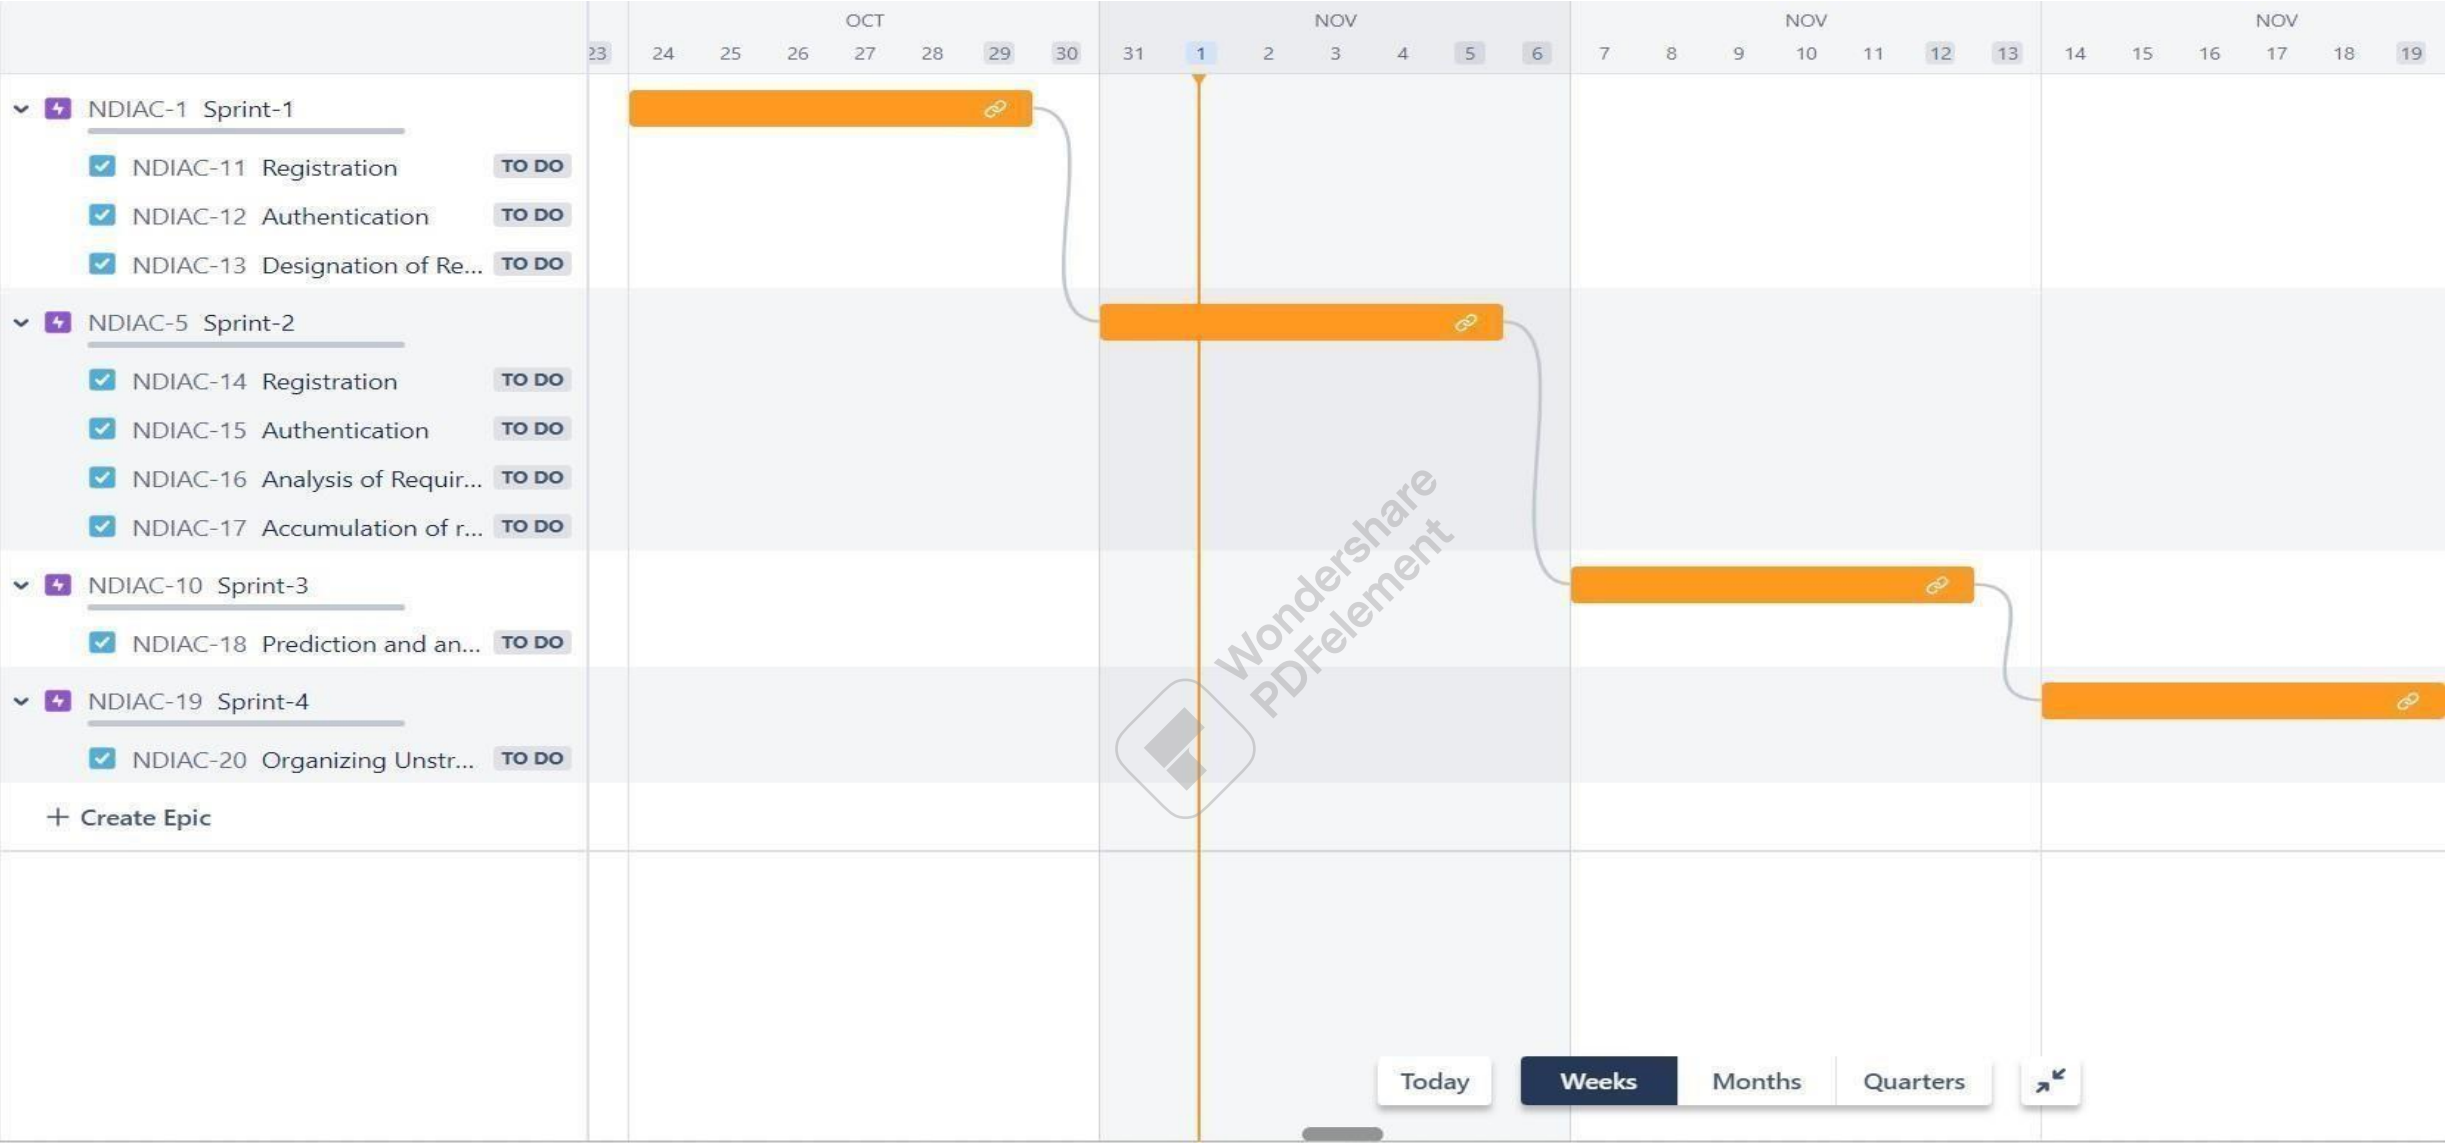 OCT NOV NOV NOV
23 24 25 26 27 28 29 30 31 1 2 3 4 5 6 7 8 9 10 11 12 13 14 15 16 17 18 19
NDIAC-1 Sprint-1
NDIAC-11 Registration TO DO
NDIAC-12 Authentication TO DO
NDIAC-13 Designation of Re... TO DO
NDIAC-5 Sprint-2
NDIAC-14 Registration TO DO
NDIAC-15 Authentication TO DO
NDIAC-16 Analysis of Requir... TO DO
NDIAC-17 Accumulation of r... TO DO
NDIAC-10 Sprint-3
NDIAC-18 Prediction and an... TO DO
NDIAC-19 Sprint-4
NDIAC-20 Organizing Unstr... TO DO
+ Create Epic
Wondershare
PDFelement
Today Weeks Months Quarters